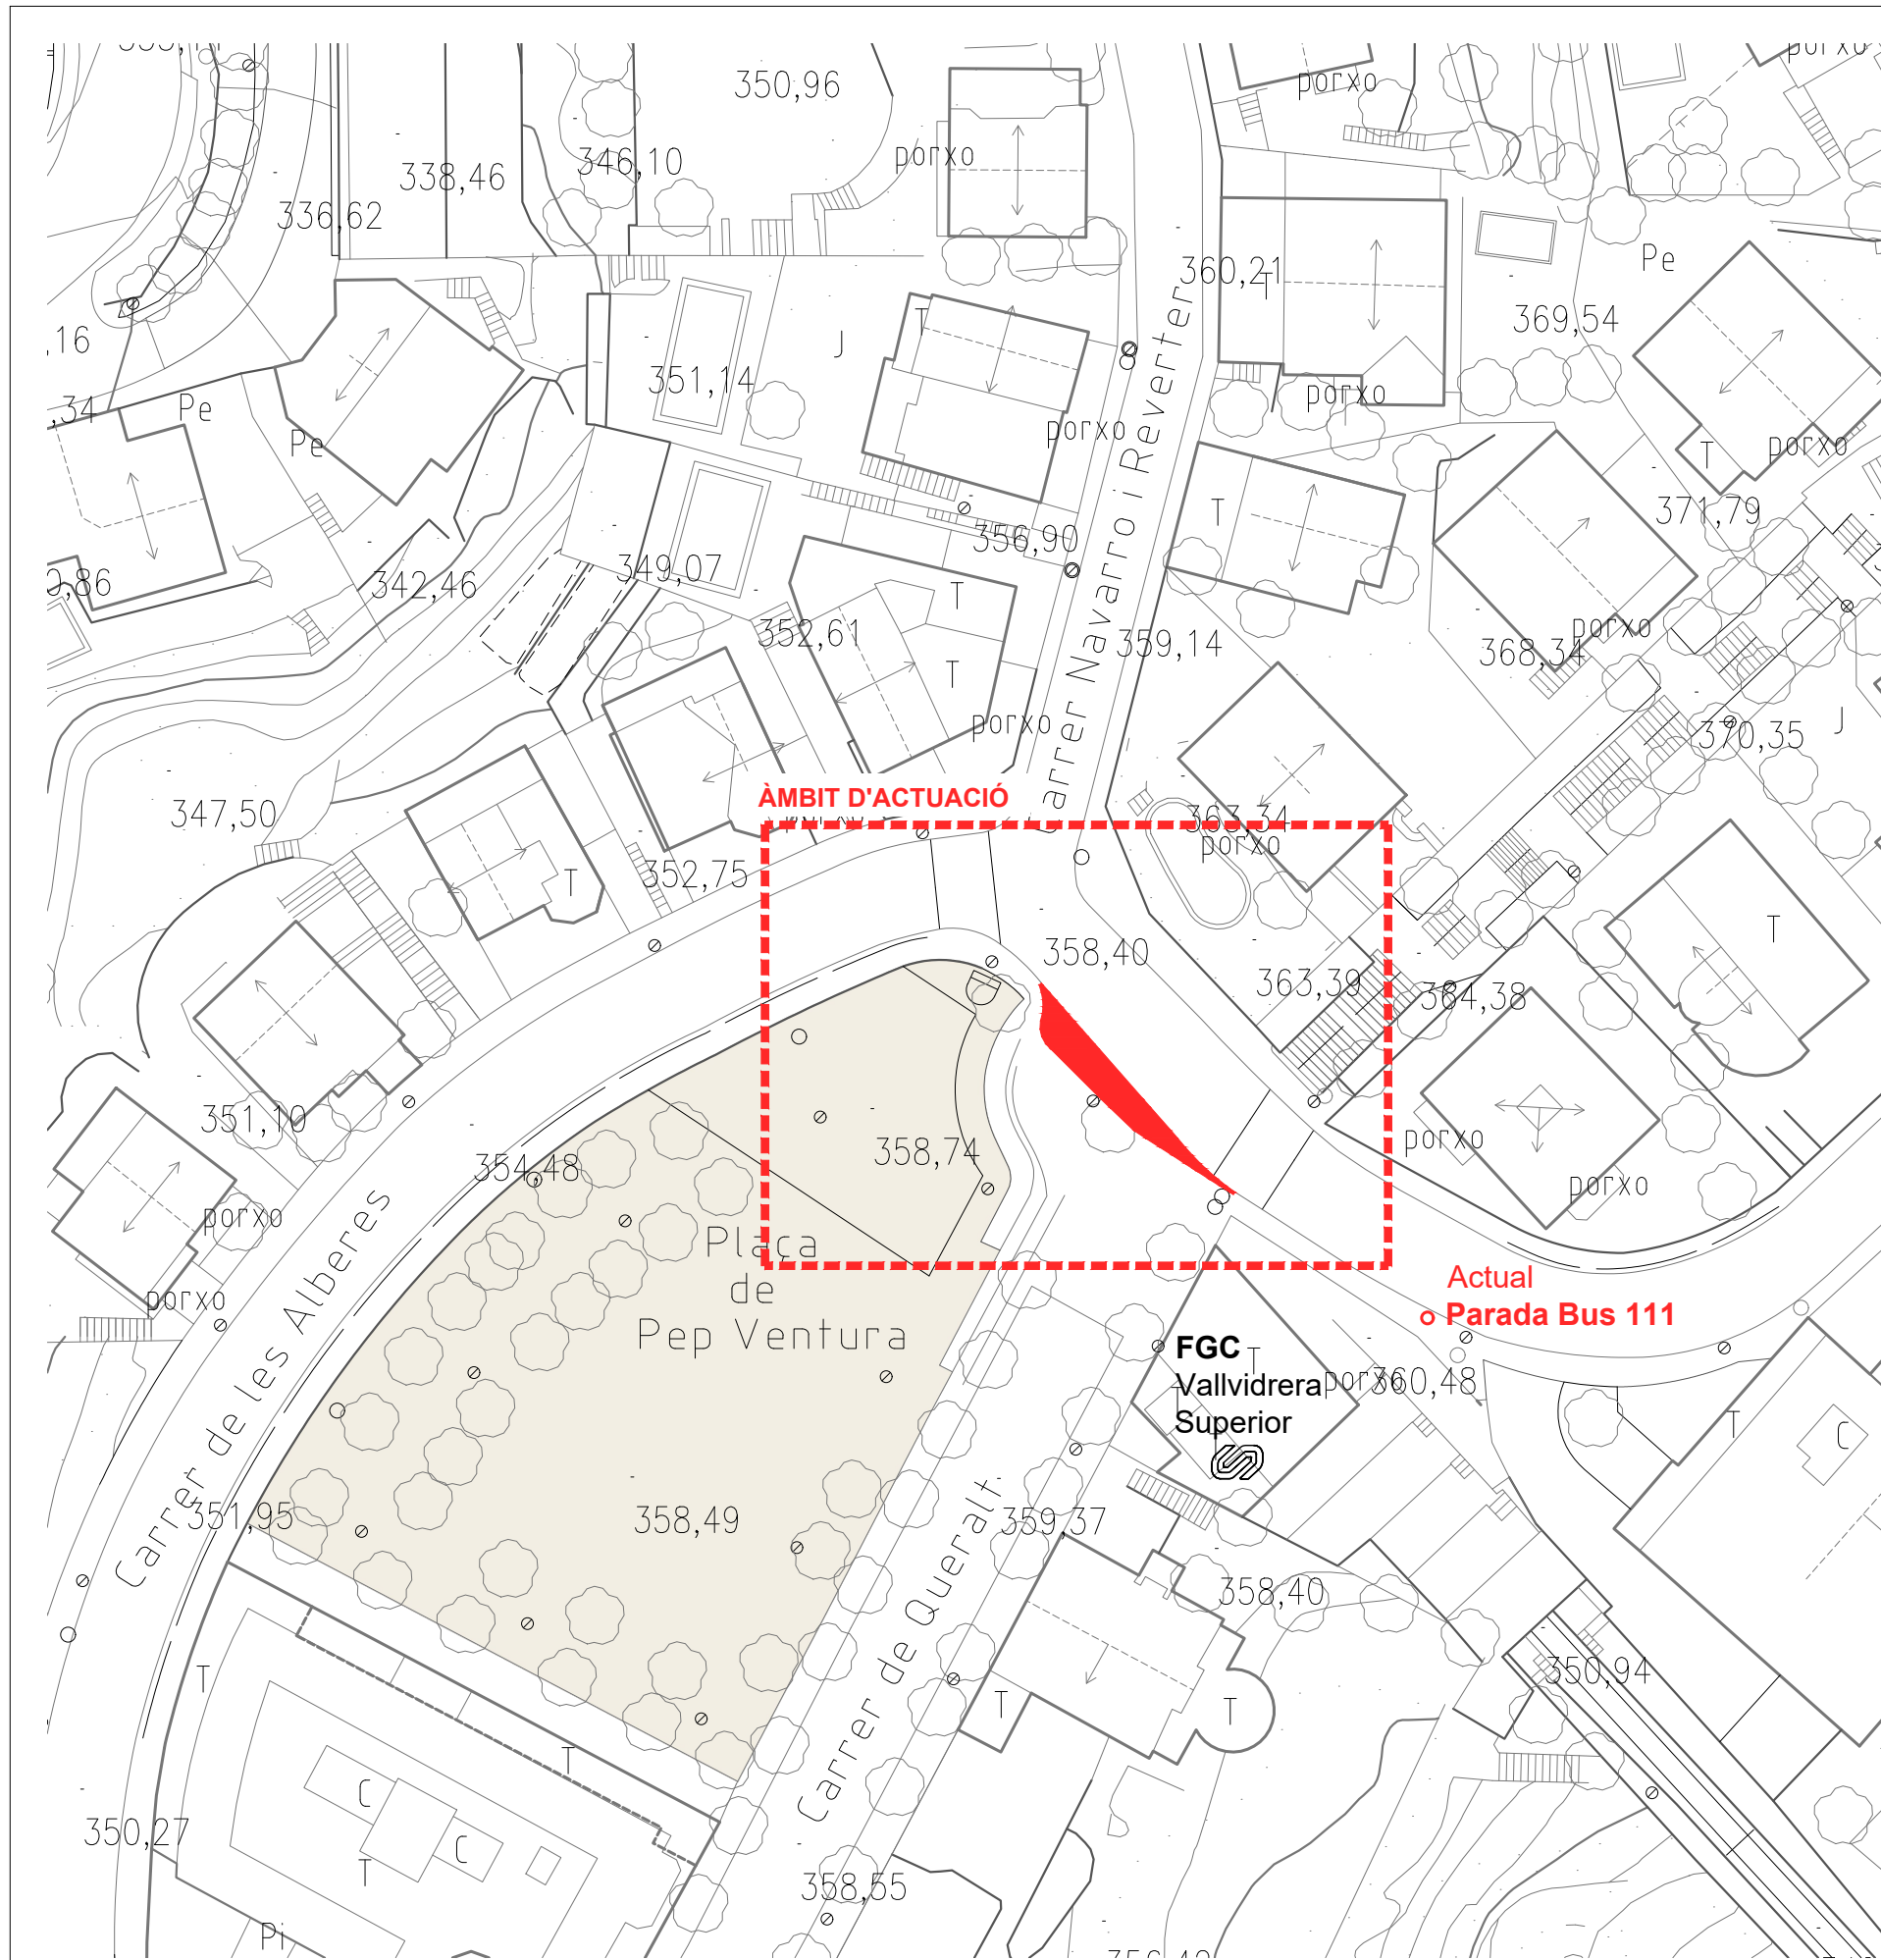 350,96
porxo
porxo
346,10
porxo
338,46
336,62
360,21
T
Pe
369,54
,16
T
J
351,14
porxo
,34
Pe
Pe
porxo
porxo
T
T
371,79
356,90
349,07
0,86
342,46
T
352,61
359,14
porxo
368,34
T
porxo
370,35
J
Carrer Navarro i Reverter
347,50
ÀMBIT D'ACTUACIÓ
363,34
porxo
352,75
T
T
358,40
363,39
364,38
351,10
358,74
porxo
354,48
porxo
porxo
Plaça
de
Pep Ventura
porxo
Actual
Parada Bus 111
FGC
Vallvidrera
Superior
T
porxo
360,48
T
C
Carrer de les Alberes
351,95
358,49
359,37
358,40
Carrer de Queralt
350,94
T
T
T
T
C
C
T
350,27
358,55
Pi